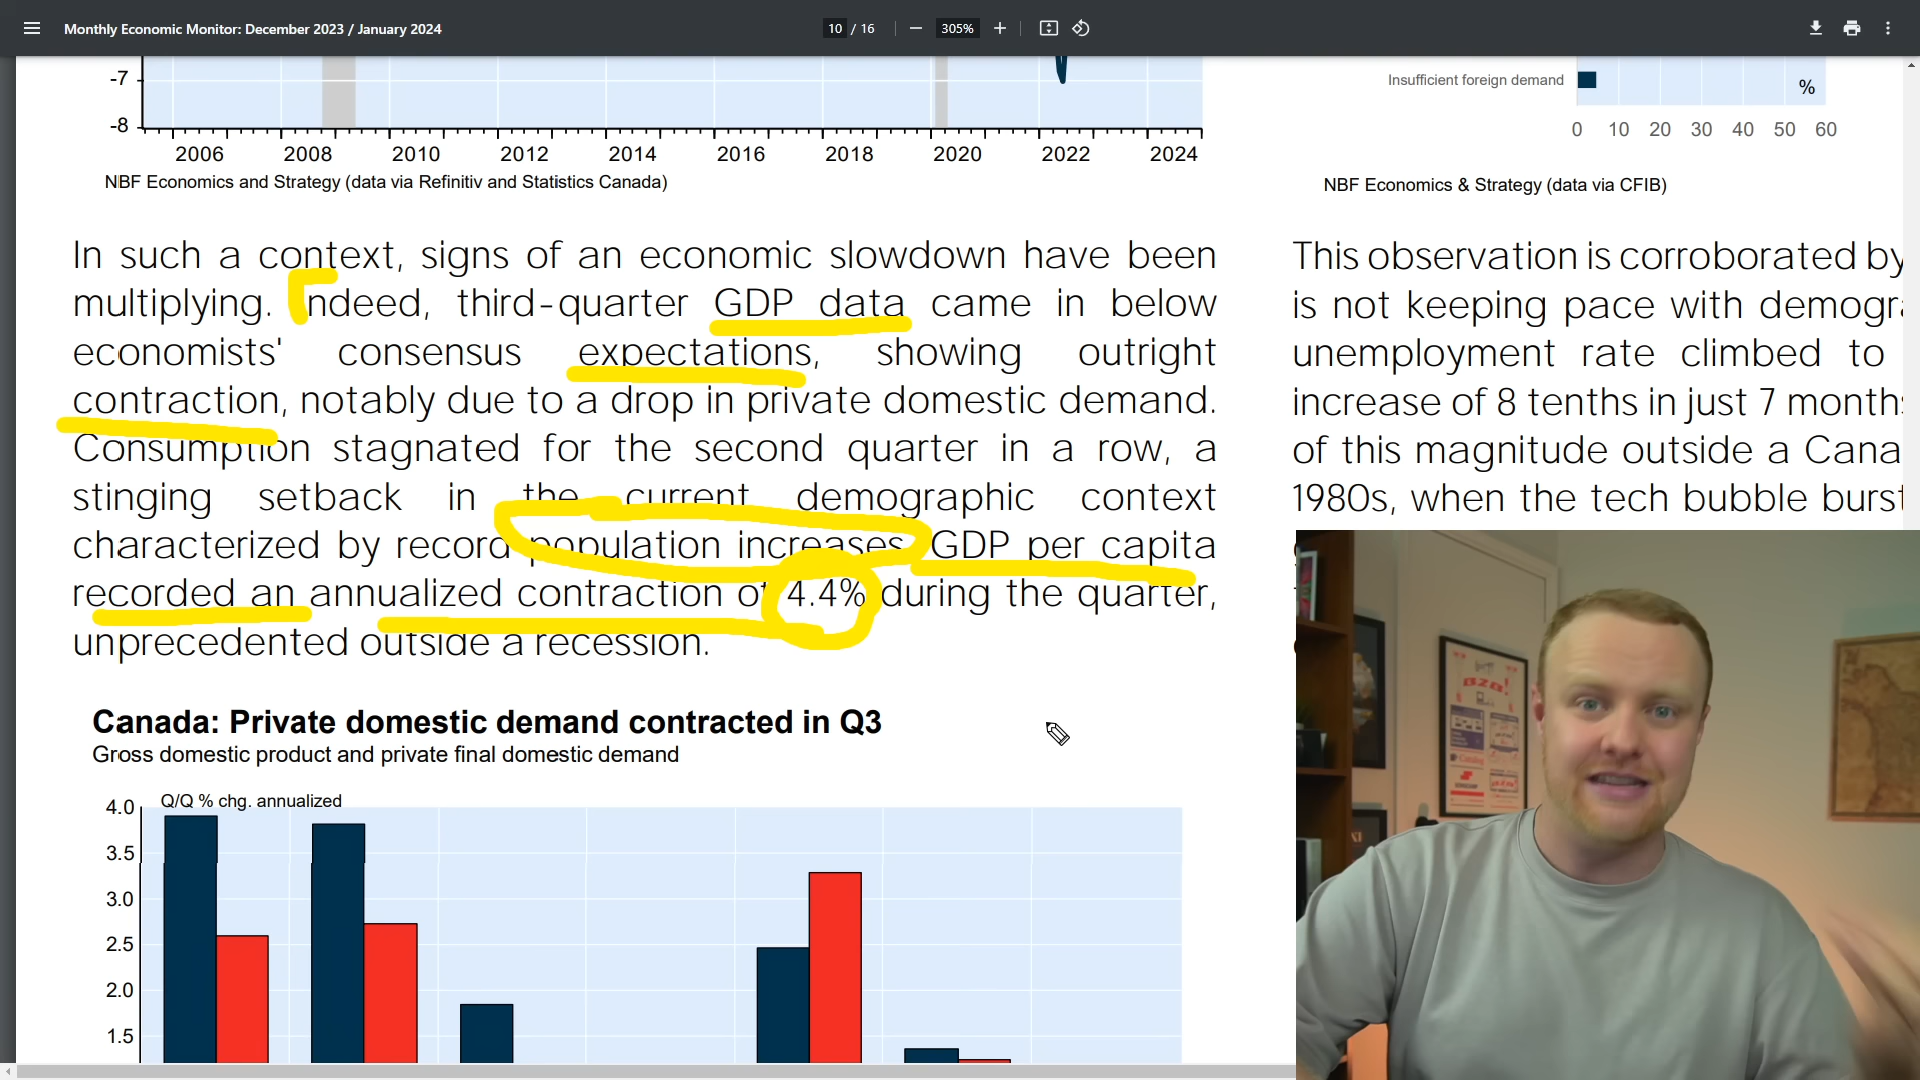 Monthly Economic Monitor: December 2023 / January 2024
10 / 16
305%
-7
-8
2006 2008 2010 2012 2014 2016 2018 2020 2022 2024
NBF Economics and Strategy (data via Refinitiv and Statistics Canada)
Insufficient foreign demand
%
0 10 20 30 40 50 60
NBF Economics & Strategy (data via CFIB)
In such a context, signs of an economic slowdown have been
multiplying. Indeed, third-quarter GDP data came in below
economists' consensus expectations, showing outright
contraction, notably due to a drop in private domestic demand.
Consumption stagnated for the second quarter in a row, a
stinging setback in the current demographic context
characterized by record population increases. GDP per capita
recorded an annualized contraction of 4.4% during the quarter,
unprecedented outside a recession.
This observation is corroborated by
is not keeping pace with demogra
unemployment rate climbed to
increase of 8 tenths in just 7 months
of this magnitude outside a Cana
1980s, when the tech bubble burst
Canada: Private domestic demand contracted in Q3
Gross domestic product and private final domestic demand
Q/Q % chg. annualized
4.0
3.5
3.0
2.5
2.0
1.5